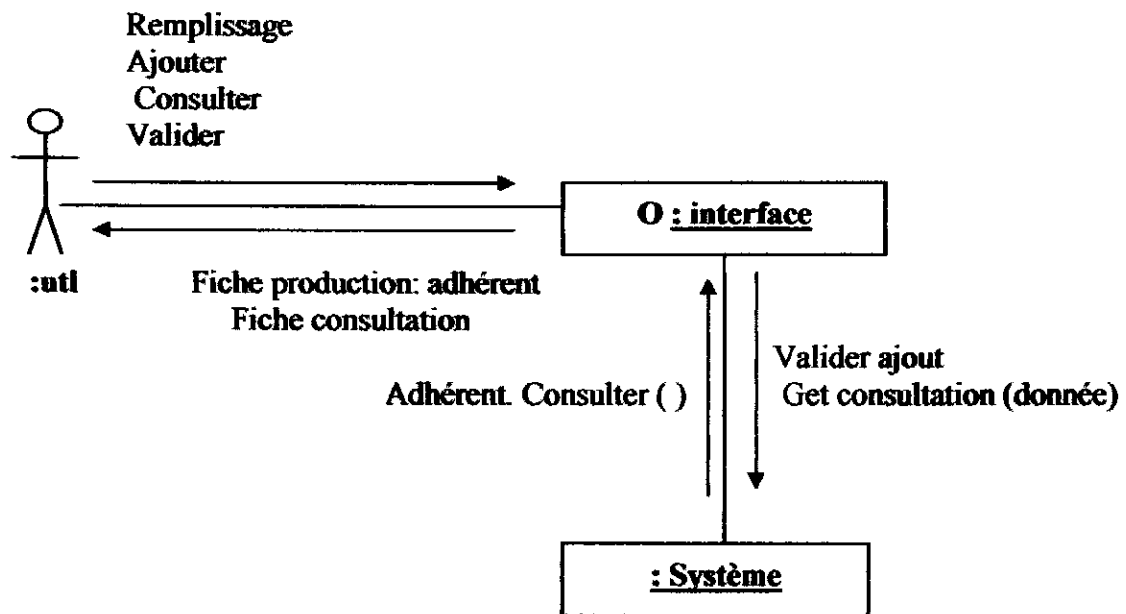 Remplissage
Ajouter
Consulter
Valider
O : interface
:utl
Fiche production: adhérent
Fiche consultation
Valider ajout
Adhérent. Consulter ( )
Get consultation (donnée)
: Système